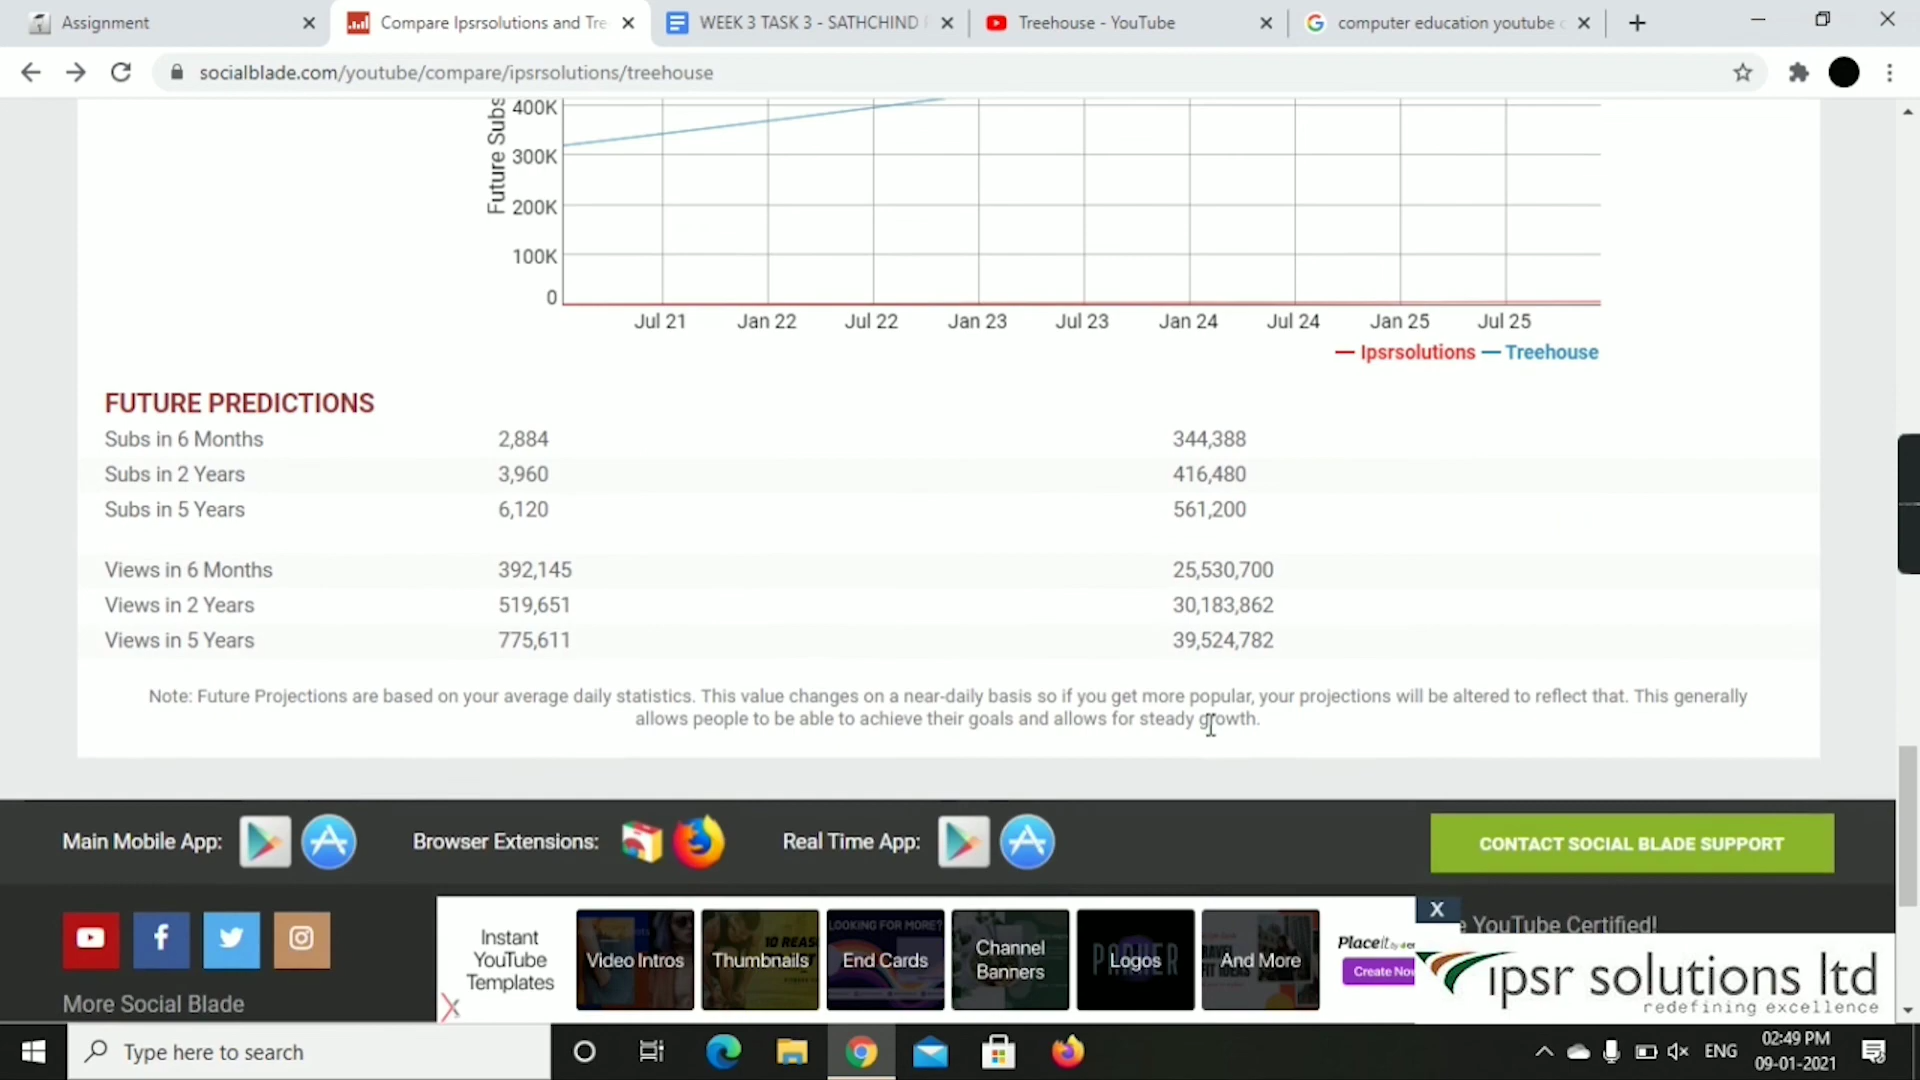 Assignment
Compare Ipsrsolutions and Tre
WEEK 3 TASK 3 - SATHCHIND
Treehouse - YouTube
computer education youtube c
socialblade.com/youtube/compare/ipsrsolutions/treehouse
Future Subs
400K
300K
200K
100K
0
Jul 21 Jan 22 Jul 22 Jan 23 Jul 23 Jan 24 Jul 24 Jan 25 Jul 25
Ipsrsolutions Treehouse
FUTURE PREDICTIONS
Subs in 6 Months 2,884 344,388
Subs in 2 Years 3,960 416,480
Subs in 5 Years 6,120 561,200
Views in 6 Months 392,145 25,530,700
Views in 2 Years 519,651 30,183,862
Views in 5 Years 775,611 39,524,782
Note: Future Projections are based on your average daily statistics. This value changes on a near-daily basis so if you get more popular, your projections will be altered to reflect that. This generally
allows people to be able to achieve their goals and allows for steady growth.
Main Mobile App: Browser Extensions: Real Time App: CONTACT SOCIAL BLADE SUPPORT
More Social Blade
Instant
YouTube
Templates
Video Intros
10 REAS
Thumbnails
LOOKING FOR MORE?
End Cards
Channel
Banners
Logos
And More
Placeit
Create Now
X
e YouTube Certified!
ipsr solutions ltd
redefining excellence
Type here to search
ENG
02:49 PM
09-01-2021